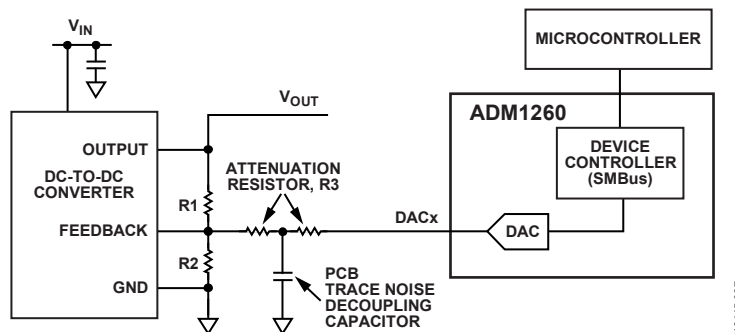 VIN
MICROCONTROLLER
VOUT
ADM1260
OUTPUT
DC-TO-DC
CONVERTER
ATTENUATION
RESISTOR, R3
DEVICE
CONTROLLER
(SMBus)
R1
DACx
FEEDBACK
DAC
R2
GND
PCB
TRACE NOISE
DECOUPLING
CAPACITOR